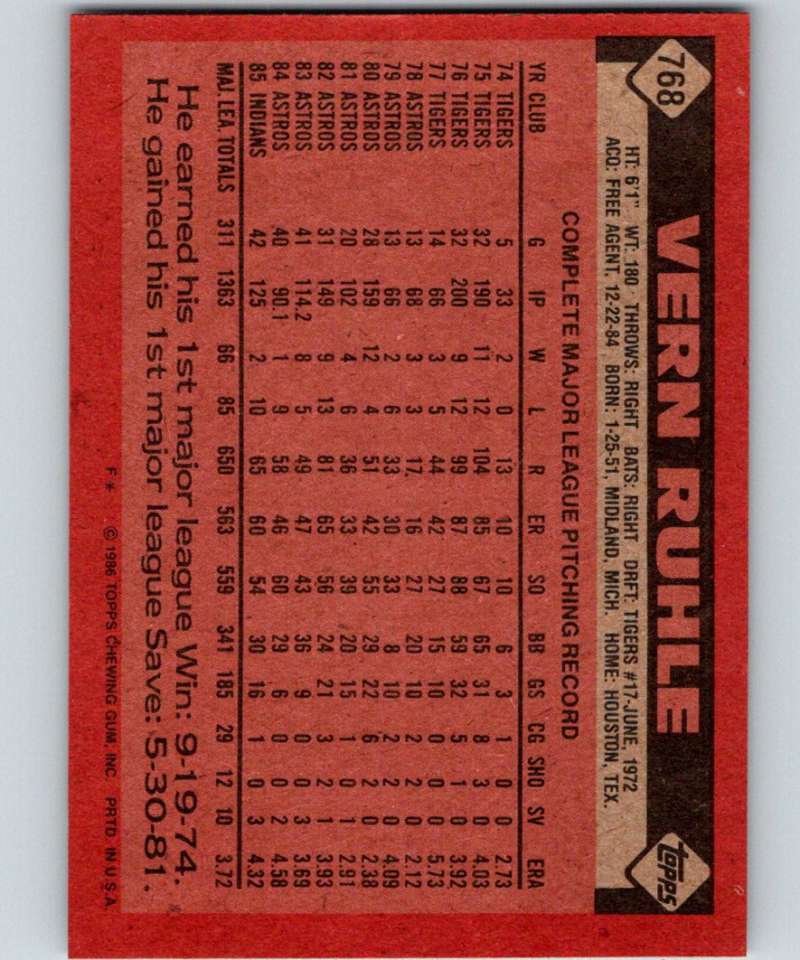 768 VERN RUHLE topps
HT: 6'1" WT: 180 THROWS: RIGHT BATS: RIGHT DRFT: TIGERS #17-JUNE, 1972
ACQ: FREE AGENT, 12-22-84 BORN: 1-25-51, MIDLAND, MICH. HOME: HOUSTON, TEX.
COMPLETE MAJOR LEAGUE PITCHING RECORD
YR CLUB G IP W L R ER SO BB GS CG SHO SV ERA
74 TIGERS 5 33 2 0 13 10 10 6 3 1 0 0 2.73
75 TIGERS 32 190 11 12 104 85 67 65 31 8 3 0 4.03
76 TIGERS 32 200 9 12 99 87 88 59 32 5 1 0 3.92
77 TIGERS 14 66 3 5 44 42 27 15 10 0 0 0 5.73
78 ASTROS 13 68 3 3 17 16 27 20 10 2 2 0 2.12
79 ASTROS 13 66 2 6 33 30 33 8 10 2 2 0 4.09
80 ASTROS 28 159 12 4 51 42 55 29 22 6 2 0 2.38
81 ASTROS 20 102 4 6 36 33 39 20 15 1 0 1 2.91
82 ASTROS 31 149 9 13 81 65 56 24 21 3 2 1 3.93
83 ASTROS 41 114.2 8 5 49 47 43 36 9 0 0 3 3.69
84 ASTROS 40 90.1 1 9 58 46 60 29 6 0 0 2 4.58
85 INDIANS 42 125 2 10 65 60 54 30 16 1 0 3 4.32
MAJ. LEA. TOTALS 311 1363 66 85 650 563 559 341 185 29 12 10 3.72
He earned his 1st major league Win: 9-19-74.
He gained his 1st major league Save: 5-30-81.
F* © 1986 TOPPS CHEWING GUM, INC. PRTD. IN U.S.A.